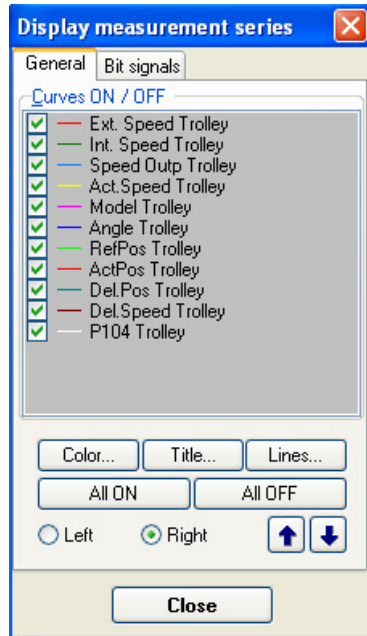 Display measurement series
General Bit signals
Curves ON / OFF
Ext. Speed Trolley
Int. Speed Trolley
Speed Outp Trolley
Act.Speed Trolley
Model Trolley
Angle Trolley
RefPos Trolley
ActPos Trolley
Del.Pos Trolley
Del.Speed Trolley
P104 Trolley
Color... Title... Lines...
All ON All OFF
Left Right
Close